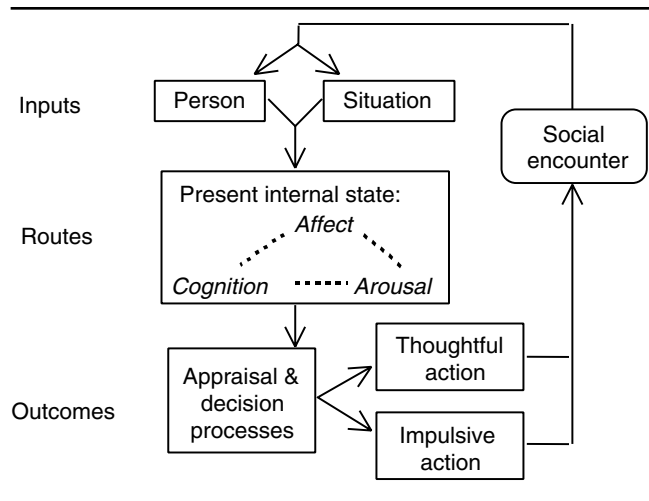 Inputs
Person
Situation
Social
encounter
Routes
Present internal state:
Affect
Cognition
Arousal
Outcomes
Appraisal &
decision
processes
Thoughtful
action
Impulsive
action